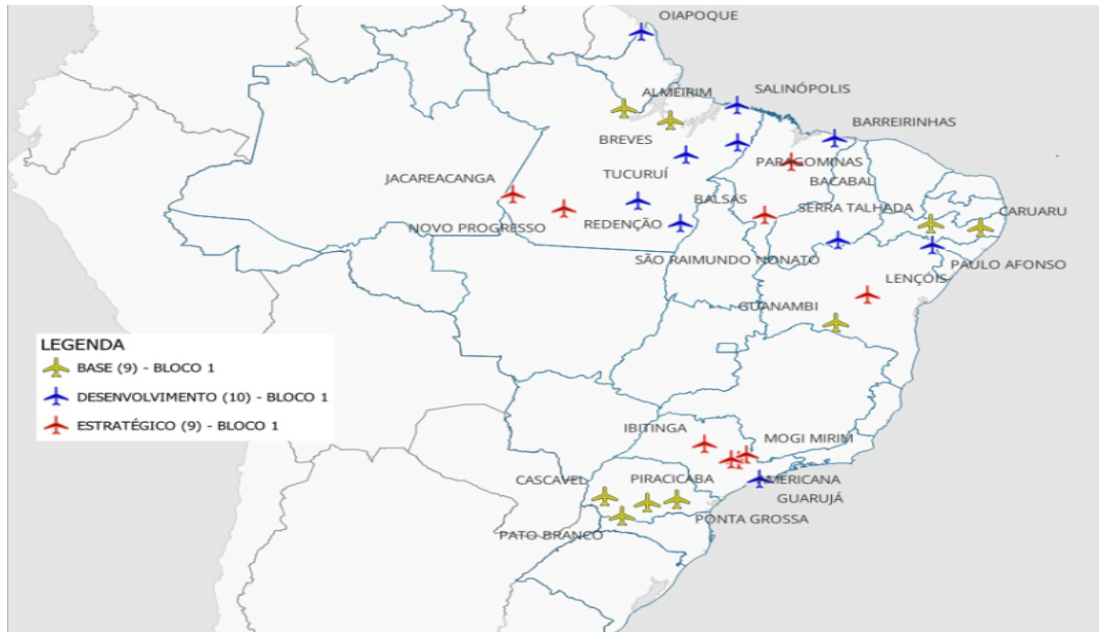 OIAPOQUE
ALMEIRIM
SALINÓPOLIS
BREVES
BARREIRINHAS
PARAGOMINAS
TUCURUÍ
JACAREACANGA
BACABAL
BALSAS
SERRA TALHADA
CARUARU
NOVO PROGRESSO
REDENÇÃO
SÃO RAIMUNDO NONATO
PAULO AFONSO
LENÇÓIS
GUANAMBI
LEGENDA
BASE (9) - BLOCO 1
DESENVOLVIMENTO (10) - BLOCO 1
ESTRATÉGICO (9) - BLOCO 1
IBITINGA
MOGI MIRIM
CASCAVEL
PIRACICABA
AMERICANA
GUARUJÁ
PONTA GROSSA
PATO BRANCO